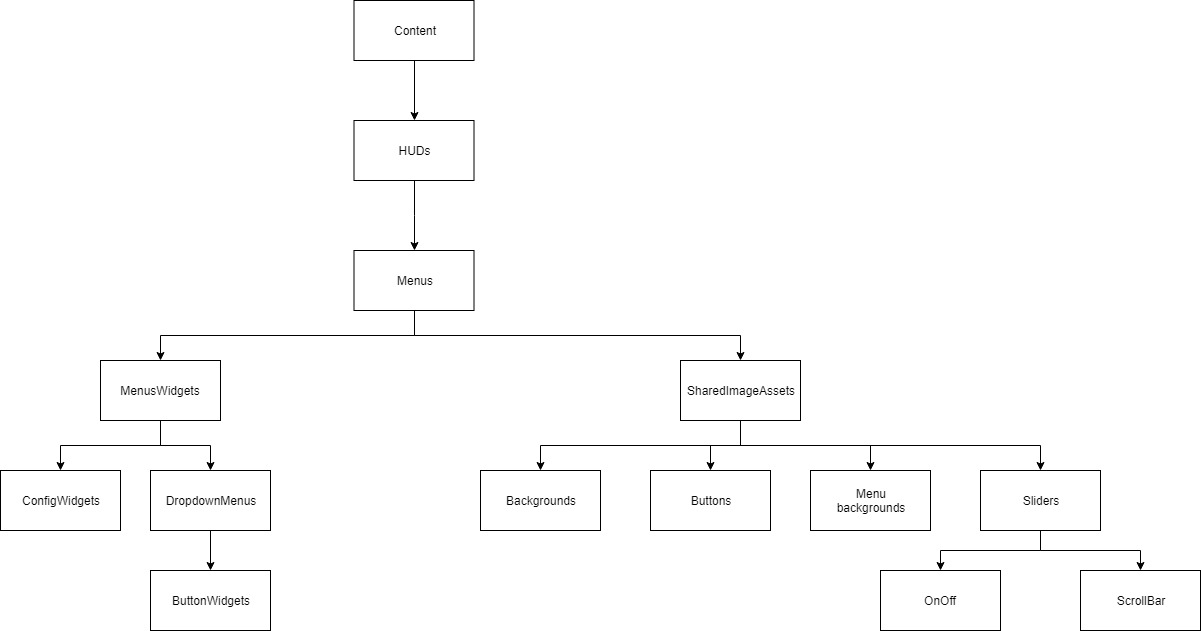 Content
HUDs
Menus
MenusWidgets
SharedImageAssets
ConfigWidgets
DropdownMenus
Backgrounds
Buttons
Menu
backgrounds
Sliders
ButtonWidgets
OnOff
ScrollBar